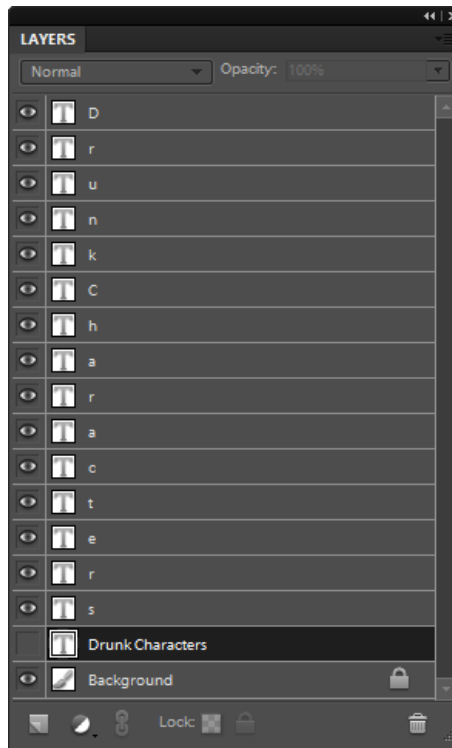 LAYERS
Normal Opacity: 100%
D
r
u
n
k
C
h
a
r
a
c
t
e
r
s
Drunk Characters
Background
Lock: